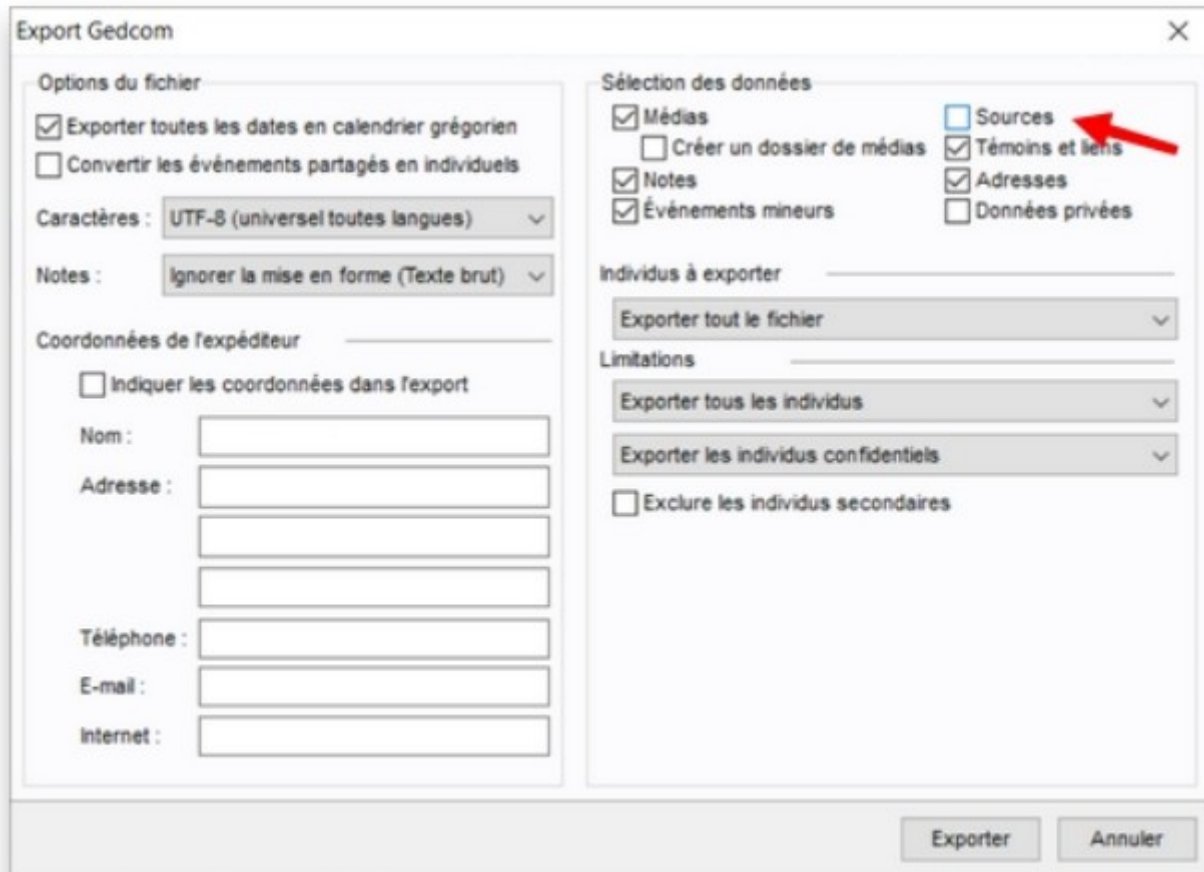 Export Gedcom
Options du fichier
Exporter toutes les dates en calendrier grégorien
Convertir les événements partagés en individuels
Caractères : UTF-8 (universel toutes langues)
Notes : Ignorer la mise en forme (Texte brut)
Coordonnées de l'expéditeur
Indiquer les coordonnées dans l'export
Nom :
Adresse :
Téléphone :
E-mail :
Internet :
Sélection des données
Médias
Sources
Créer un dossier de médias
Témoins et liens
Notes
Adresses
Événements mineurs
Données privées
Individus à exporter
Exporter tout le fichier
Limitations
Exporter tous les individus
Exporter les individus confidentiels
Exclure les individus secondaires
Exporter
Annuler